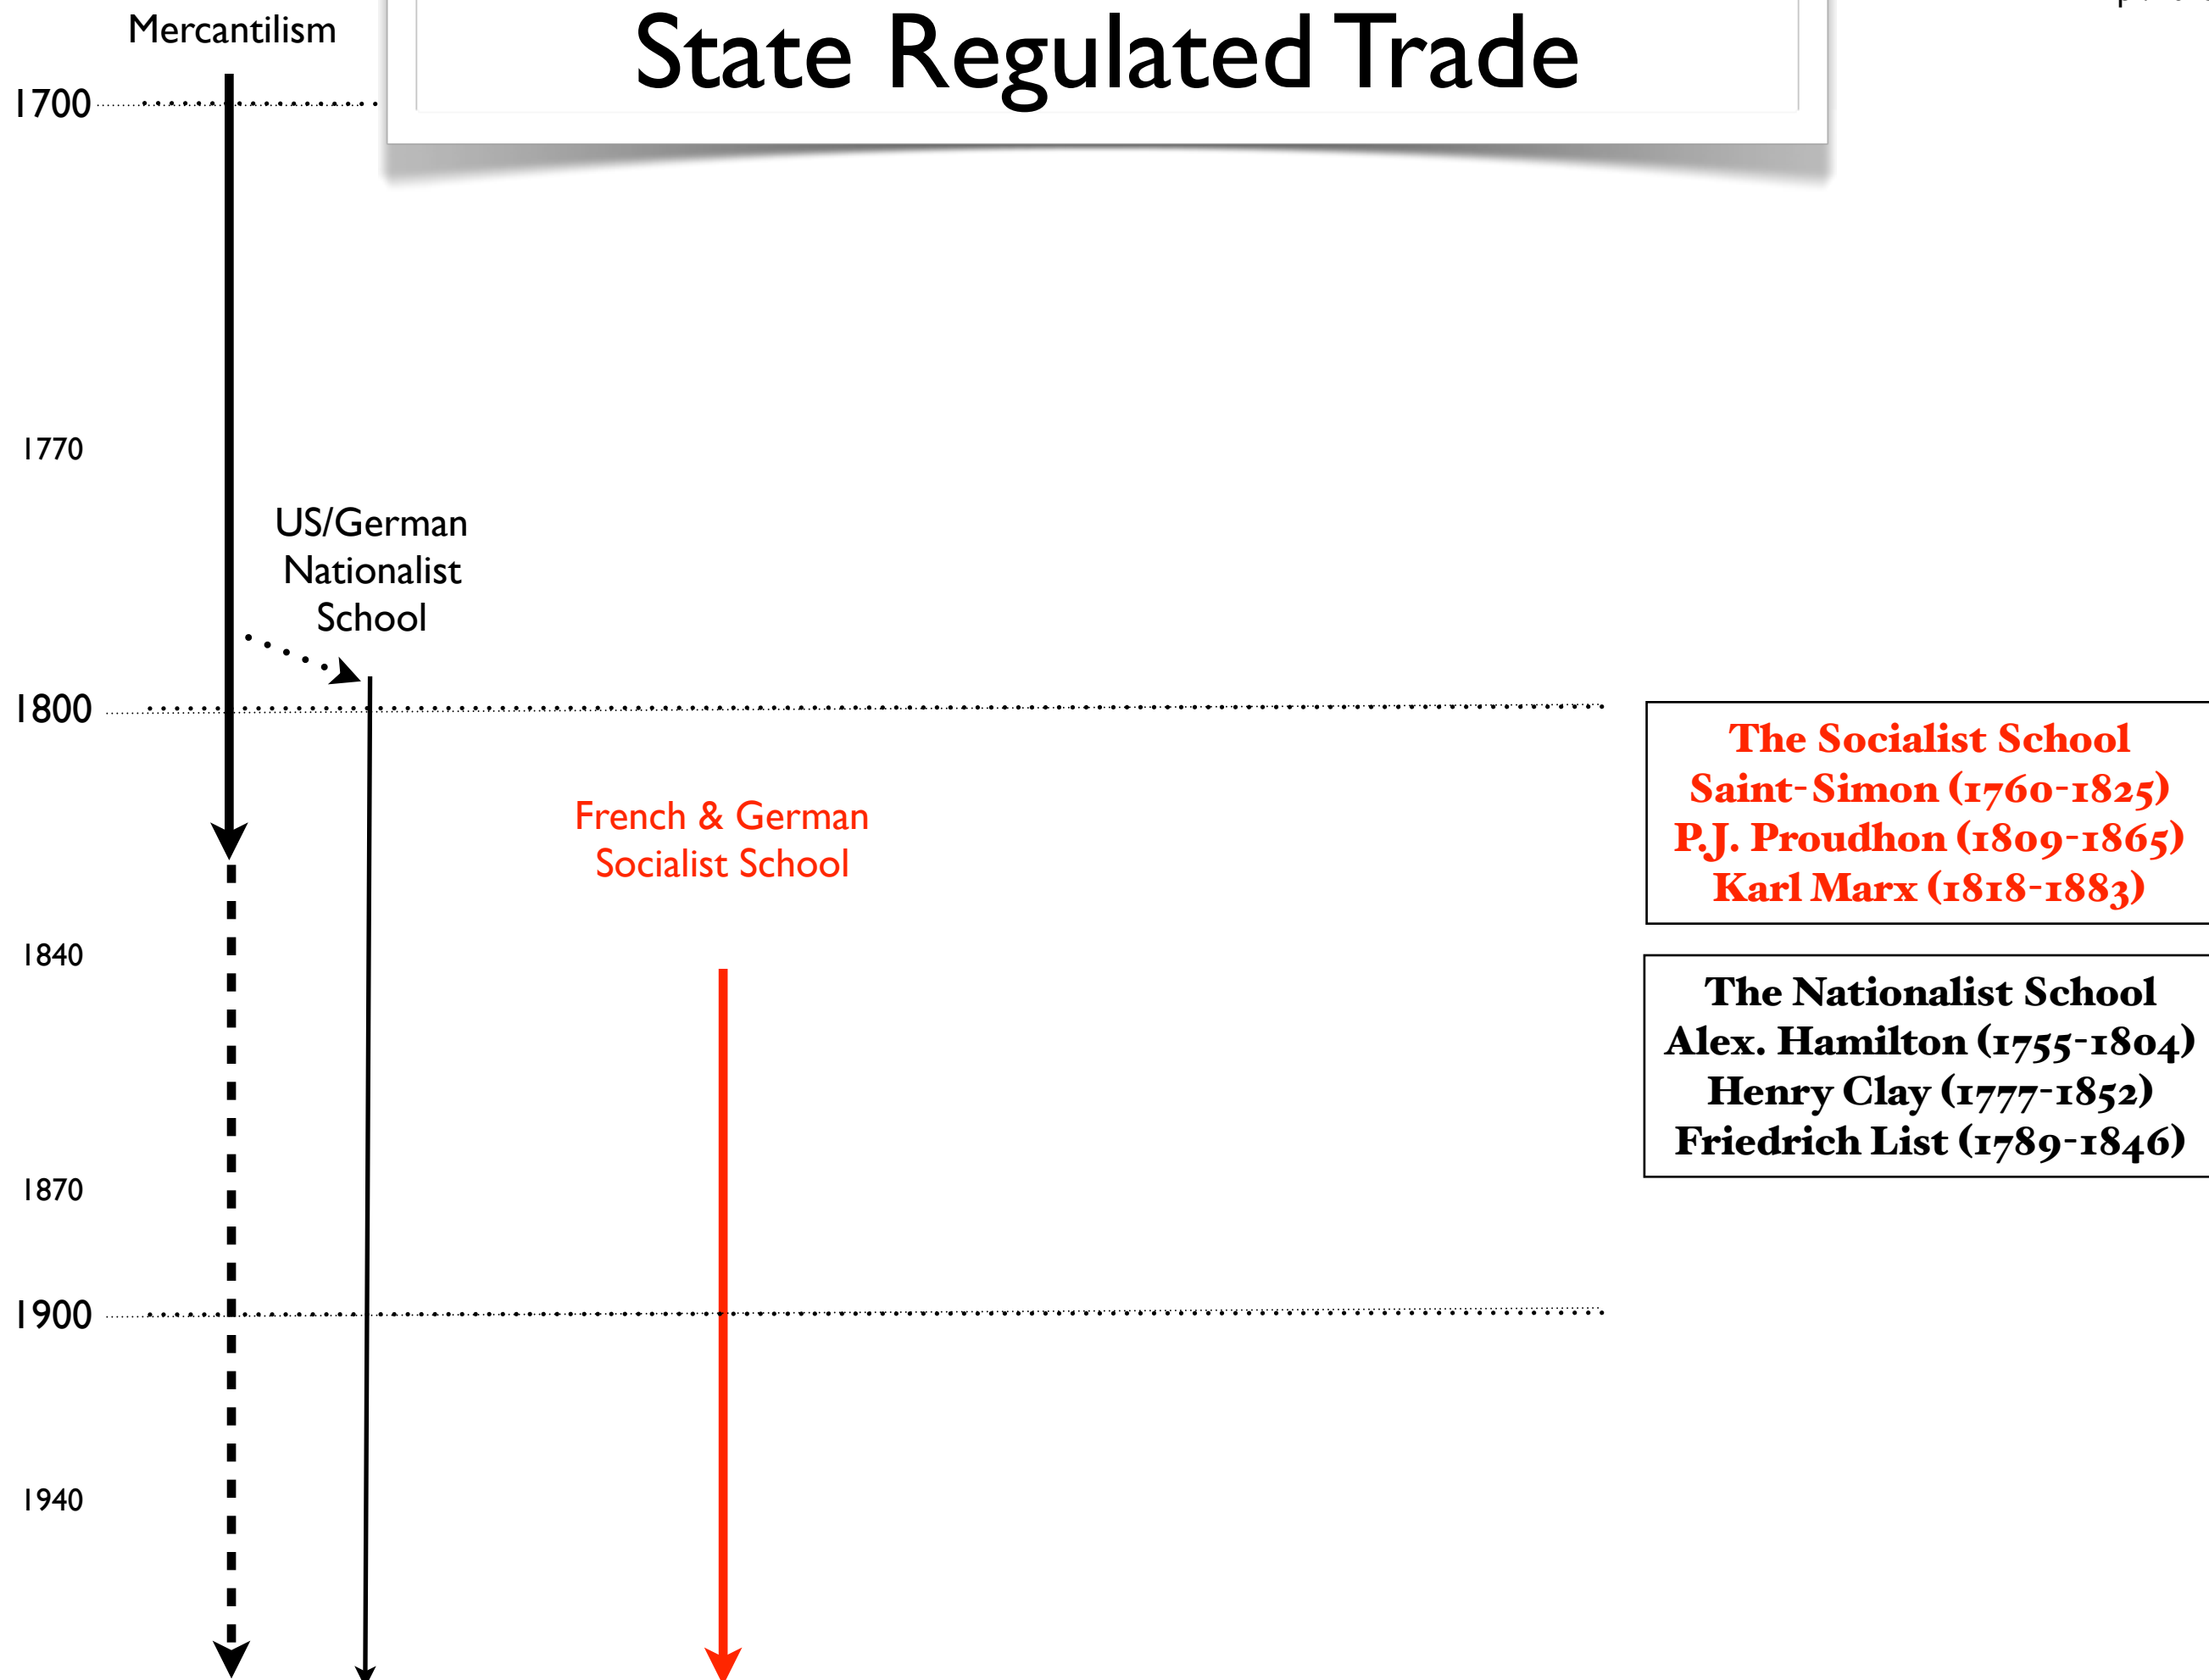 Mercantilism
State Regulated Trade
1700
1770
US/German
Nationalist
School
1800
The Socialist School
Saint-Simon (1760-1825)
P.J. Proudhon (1809-1865)
Karl Marx (1818-1883)
French & German
Socialist School
1840
The Nationalist School
Alex. Hamilton (1755-1804)
Henry Clay (1777-1852)
Friedrich List (1789-1846)
1870
1900
1940